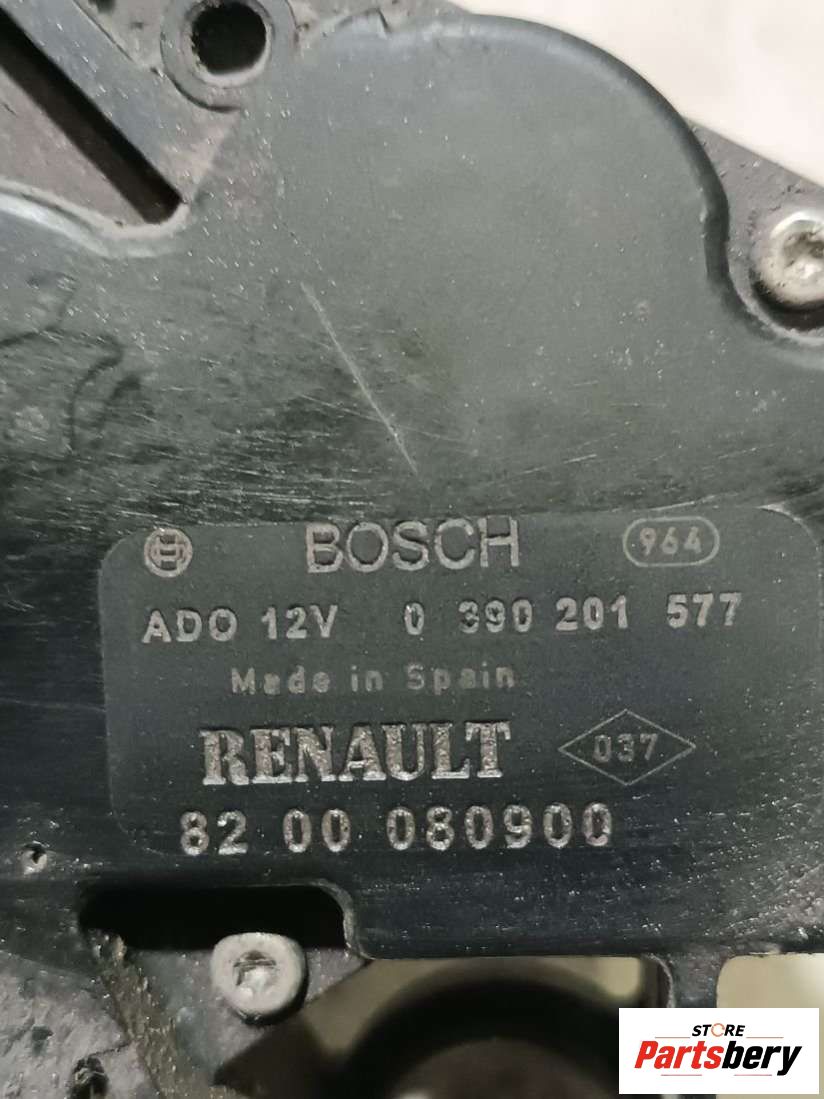 BOSCH 964
ADO 12V 0 390 201 577
Made in Spain
RENAULT 037
82 00 080900
STORE
Partsbery